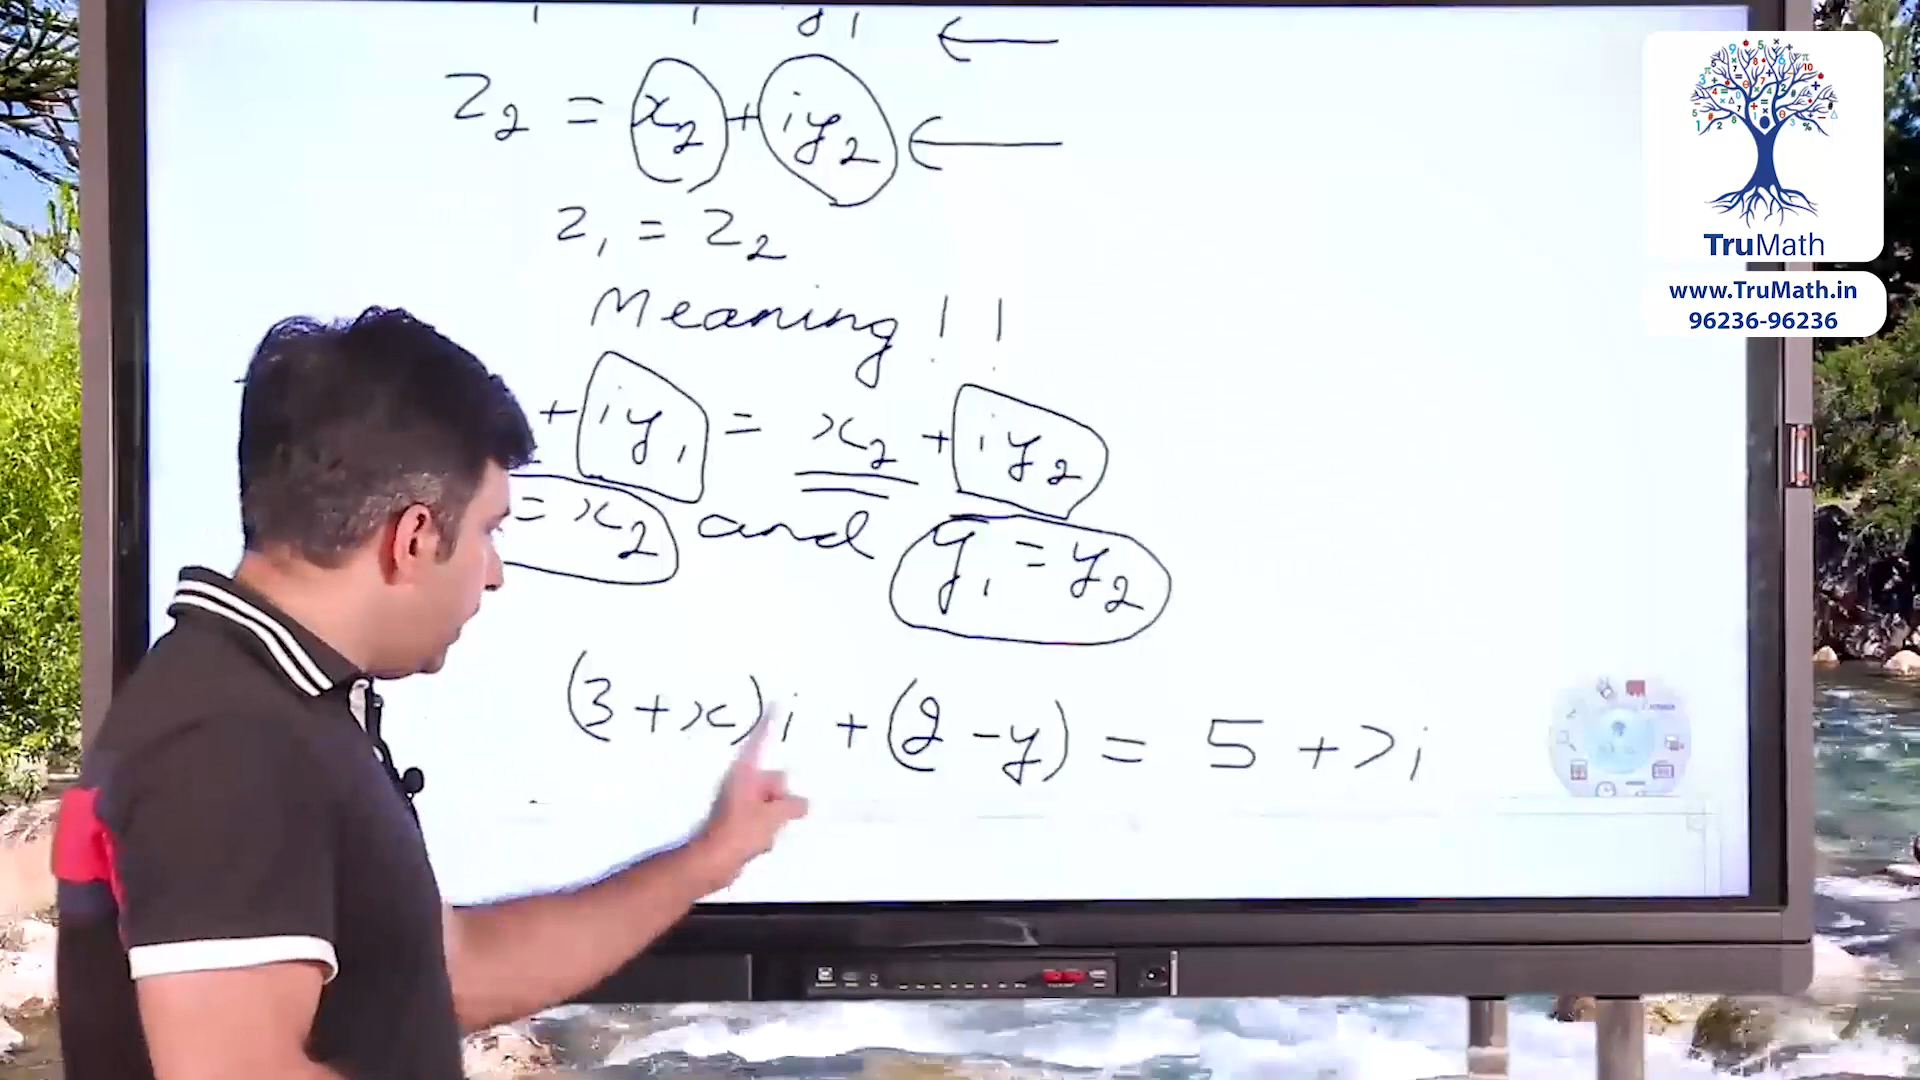 z₂ = x₂ + iy₂ ←
z₁ = z₂
Meaning ! !
+ iy₁ = x₂ + iy₂
= x₂ and y₁ = y₂
(3 + x)i + (2 - y) = 5 + 7i
TruMath
www.TruMath.in
96236-96236